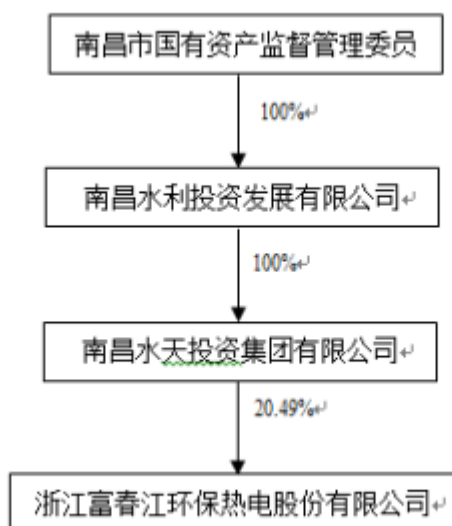 南昌市国有资产监督管理委员
100%
南昌水利投资发展有限公司
100%
南昌水天投资集团有限公司
20.49%
浙江富春江环保热电股份有限公司